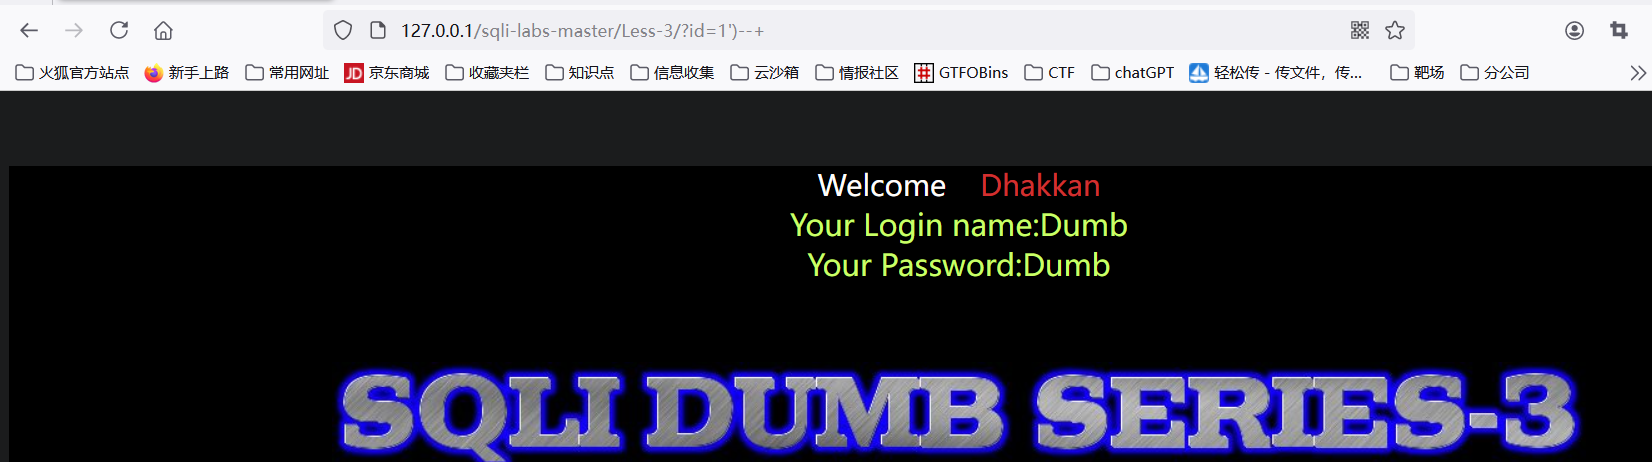 127.0.0.1/sqli-labs-master/Less-3/?id=1')--+
火狐官方站点 新手上路 常用网址 JD 京东商城 收藏夹栏 知识点 信息收集 云沙箱 情报社区 GTFOBins CTF chatGPT 轻松传 - 传文件，传... 靶场 分公司
Welcome Dhakkan
Your Login name:Dumb
Your Password:Dumb
SQLI DUMB SERIES-3